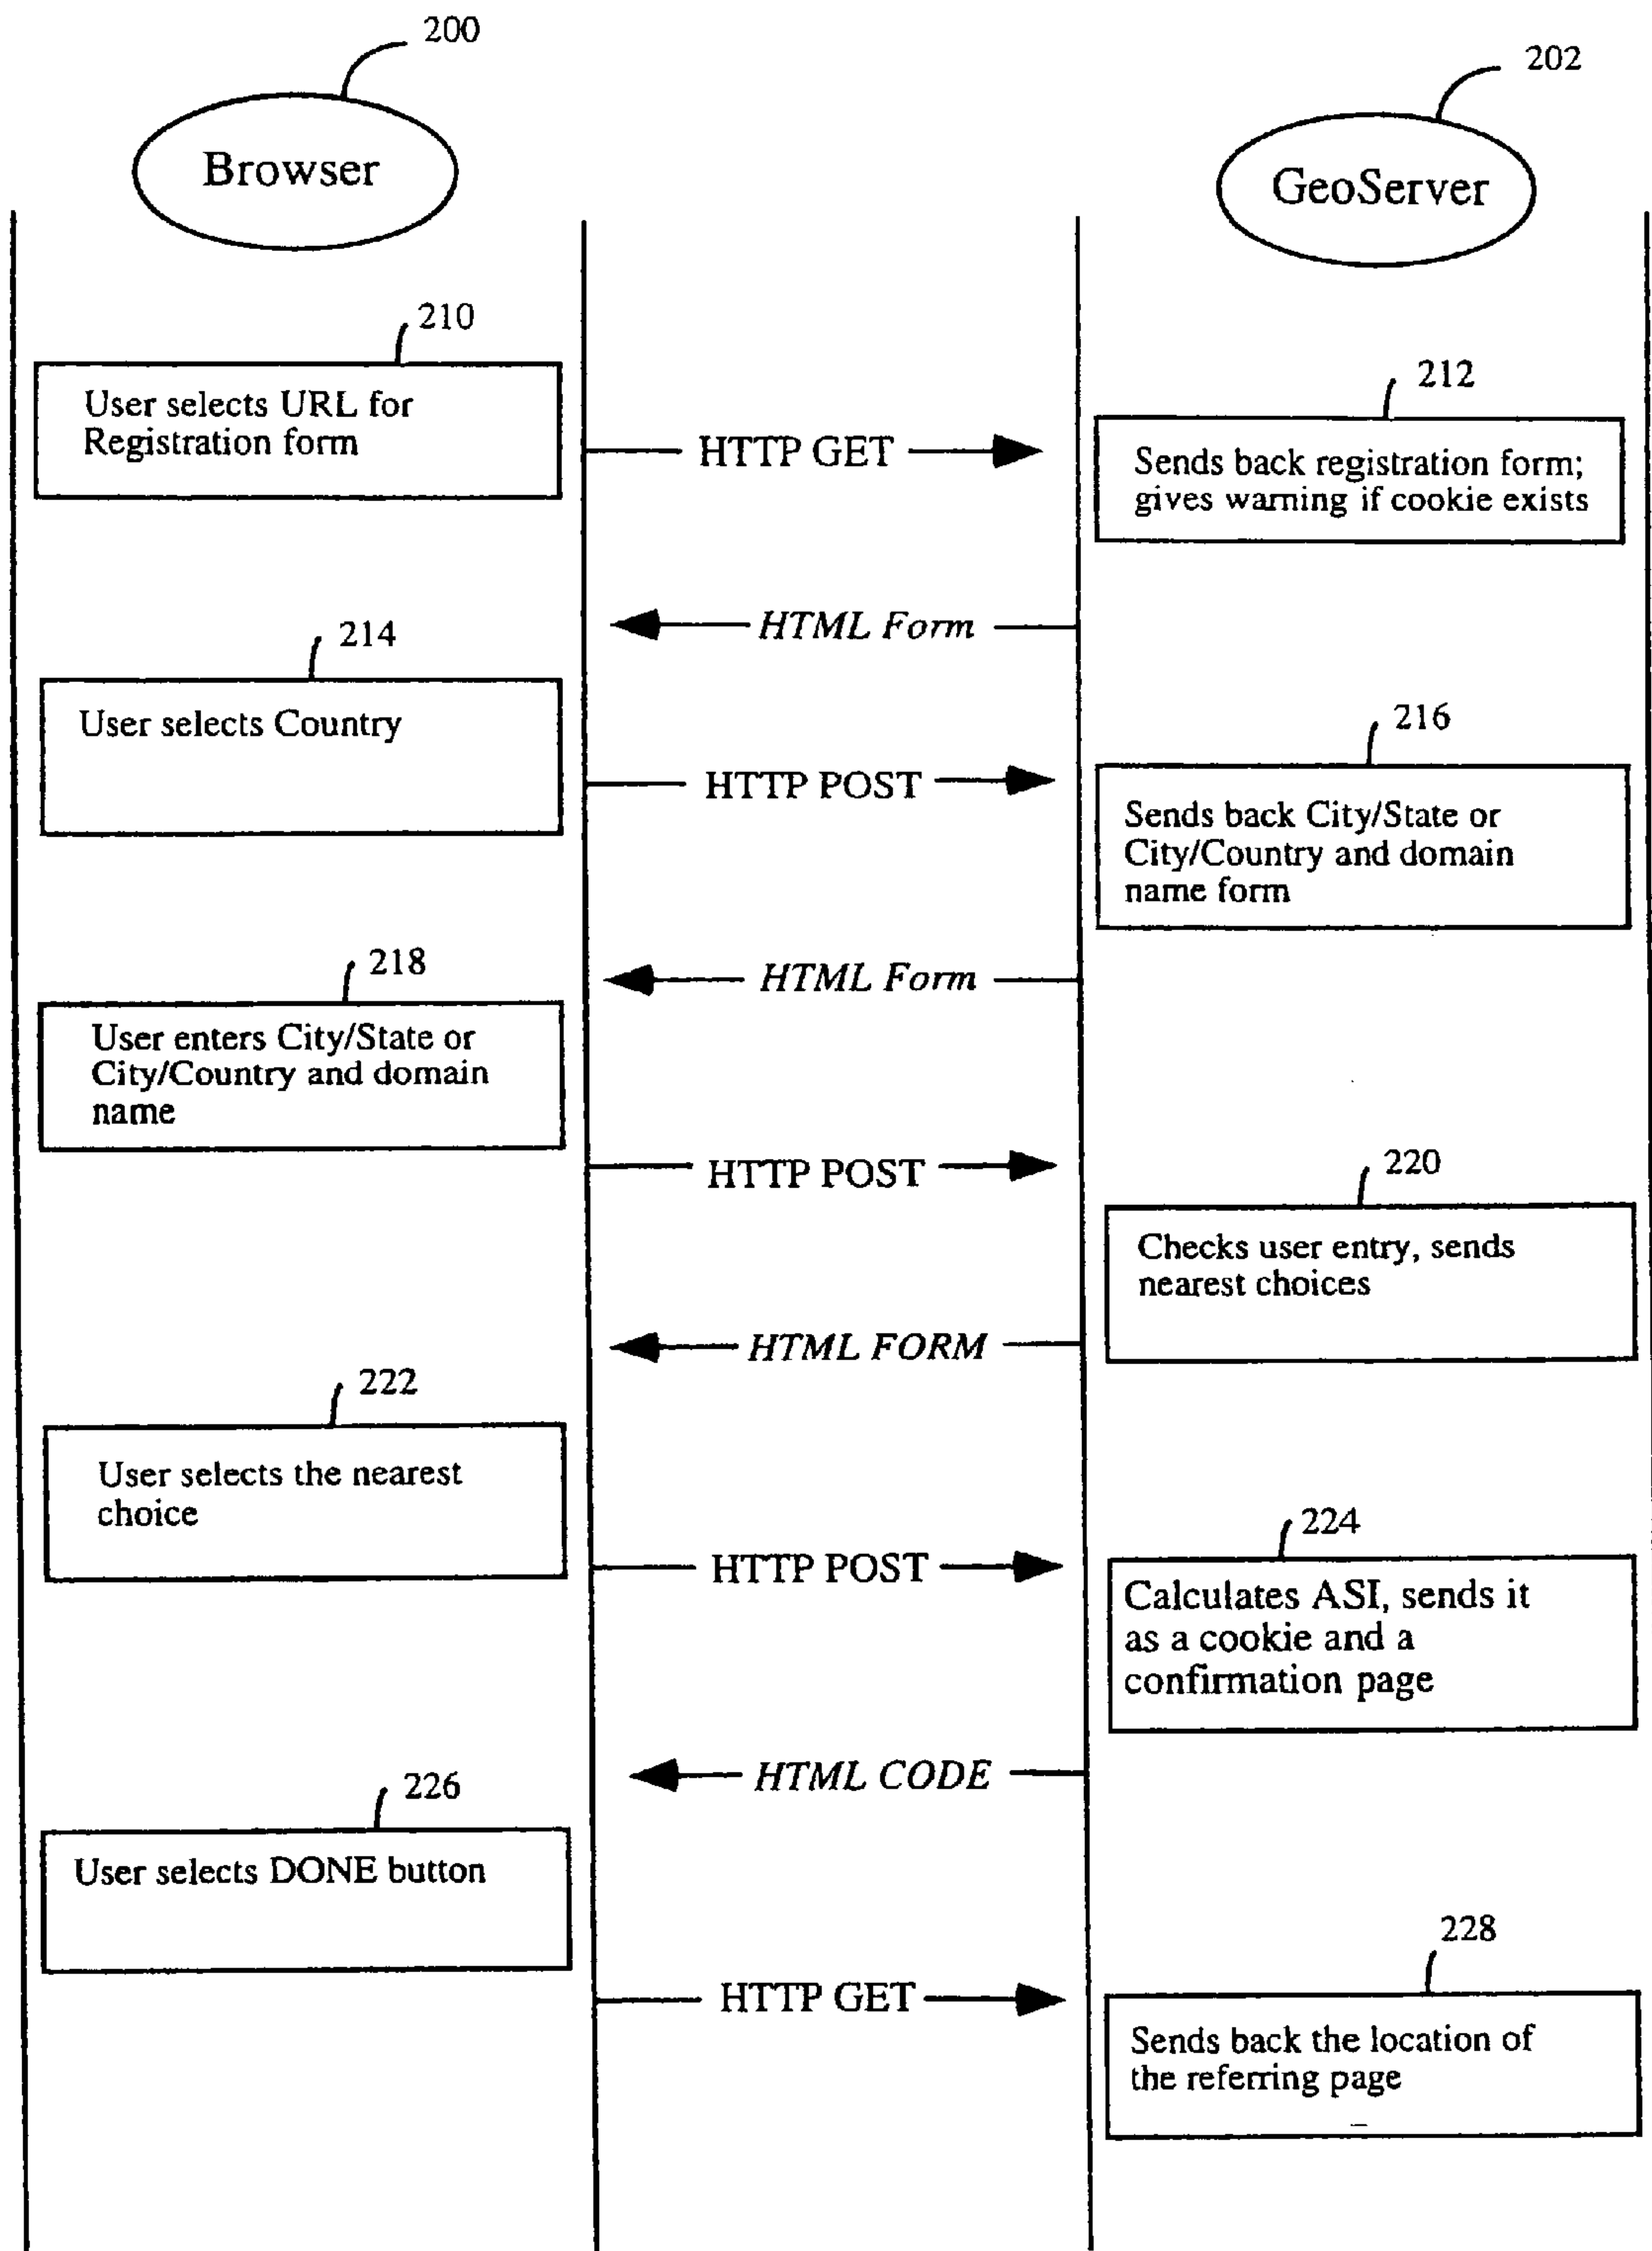 200
202
Browser
GeoServer
210
User selects URL for
Registration form
HTTP GET
212
Sends back registration form;
gives warning if cookie exists
HTML Form
214
User selects Country
HTTP POST
216
Sends back City/State or
City/Country and domain
name form
HTML Form
218
User enters City/State or
City/Country and domain
name
HTTP POST
220
Checks user entry, sends
nearest choices
HTML FORM
222
User selects the nearest
choice
HTTP POST
224
Calculates ASI, sends it
as a cookie and a
confirmation page
HTML CODE
226
User selects DONE button
HTTP GET
228
Sends back the location of
the referring page